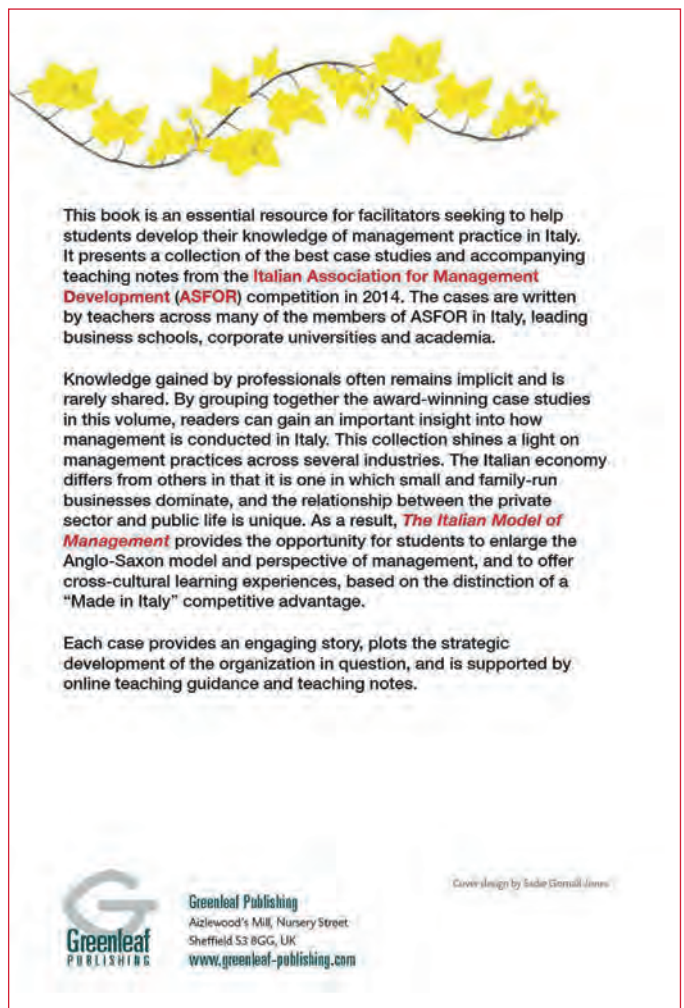 This book is an essential resource for facilitators seeking to help
students develop their knowledge of management practice in Italy.
It presents a collection of the best case studies and accompanying
teaching notes from the Italian Association for Management
Development (ASFOR) competition in 2014. The cases are written
by teachers across many of the members of ASFOR in Italy, leading
business schools, corporate universities and academia.
Knowledge gained by professionals often remains implicit and is
rarely shared. By grouping together the award-winning case studies
in this volume, readers can gain an important insight into how
management is conducted in Italy. This collection shines a light on
management practices across several industries. The Italian economy
differs from others in that it is one in which small and family-run
businesses dominate, and the relationship between the private
sector and public life is unique. As a result, The Italian Model of
Management provides the opportunity for students to enlarge the
Anglo-Saxon model and perspective of management, and to offer
cross-cultural learning experiences, based on the distinction of a
“Made in Italy” competitive advantage.
Each case provides an engaging story, plots the strategic
development of the organization in question, and is supported by
online teaching guidance and teaching notes.
Cover design by Sadie Gornall-Jones
G
Greenleaf
PUBLISHING
Greenleaf Publishing
Aizlewood's Mill, Nursery Street
Sheffield S3 8GG, UK
www.greenleaf-publishing.com